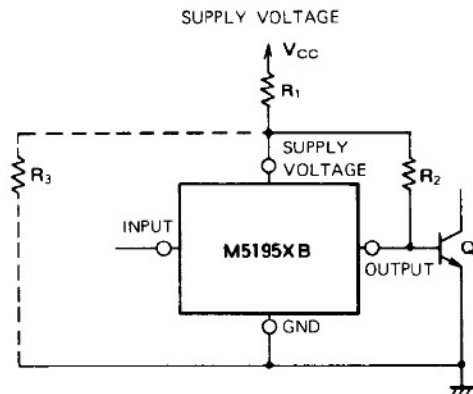 SUPPLY VOLTAGE
VCC
R1
SUPPLY
VOLTAGE
R3
R2
INPUT
M5195XB
OUTPUT
Q
GND